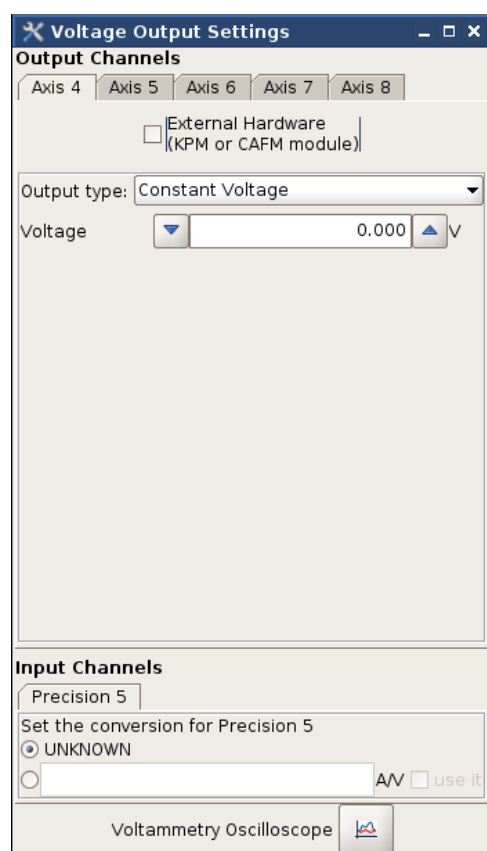 Voltage Output Settings
Output Channels
Axis 4 Axis 5 Axis 6 Axis 7 Axis 8
External Hardware
(KPM or CAFM module)
Output type: Constant Voltage
Voltage 0.000 V
Input Channels
Precision 5
Set the conversion for Precision 5
UNKNOWN
A/V use it
Voltammetry Oscilloscope